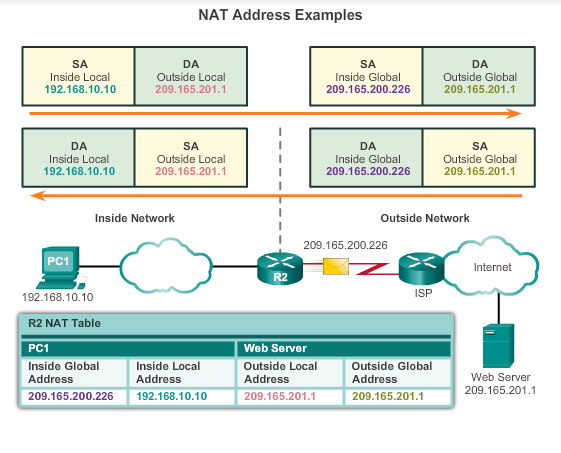 NAT Address Examples
SA
Inside Local
192.168.10.10
DA
Outside Local
209.165.201.1
SA
Inside Global
209.165.200.226
DA
Outside Global
209.165.201.1
DA
Inside Local
192.168.10.10
SA
Outside Local
209.165.201.1
DA
Inside Global
209.165.200.226
SA
Outside Global
209.165.201.1
Inside Network
Outside Network
PC1
192.168.10.10
R2
209.165.200.226
ISP
Internet
Web Server
209.165.201.1
R2 NAT Table
PC1
Web Server
Inside Global
Address
Inside Local
Address
Outside Local
Address
Outside Global
Address
209.165.200.226
192.168.10.10
209.165.201.1
209.165.201.1